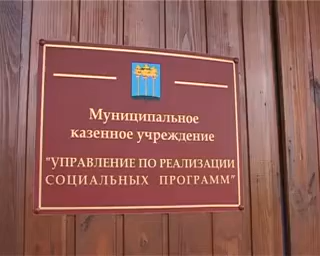 Муниципальное
казенное учреждение
"УПРАВЛЕНИЕ ПО РЕАЛИЗАЦИИ
СОЦИАЛЬНЫХ ПРОГРАММ"